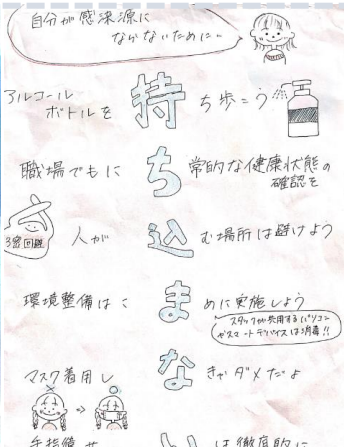 自分が感染源に
ならないために…
アルコール
ボトルを 持 ち歩こう
職場でもに ち 常的な健康状態の
確認を
3密回避 人が 込 む場所は避けよう
環境整備は こ ま めに実施しよう
スタッフが共用するパソコン
やスマートデバイスは消毒!!
マスク着用し な きゃダメだよ
手指衛せ い は徹底的に